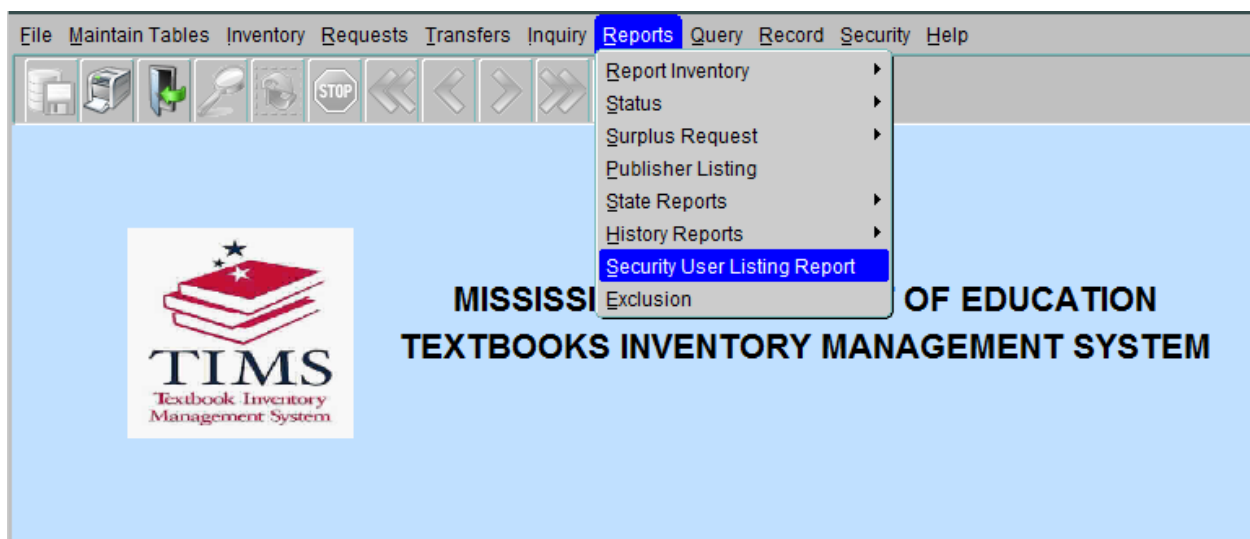 File Maintain Tables Inventory Requests Transfers Inquiry Reports Query Record Security Help
STOP
Report Inventory
Status
Surplus Request
Publisher Listing
State Reports
History Reports
Security User Listing Report
Exclusion
MISSISSI OF EDUCATION
TEXTBOOKS INVENTORY MANAGEMENT SYSTEM
TIMS
Textbook Inventory
Management System